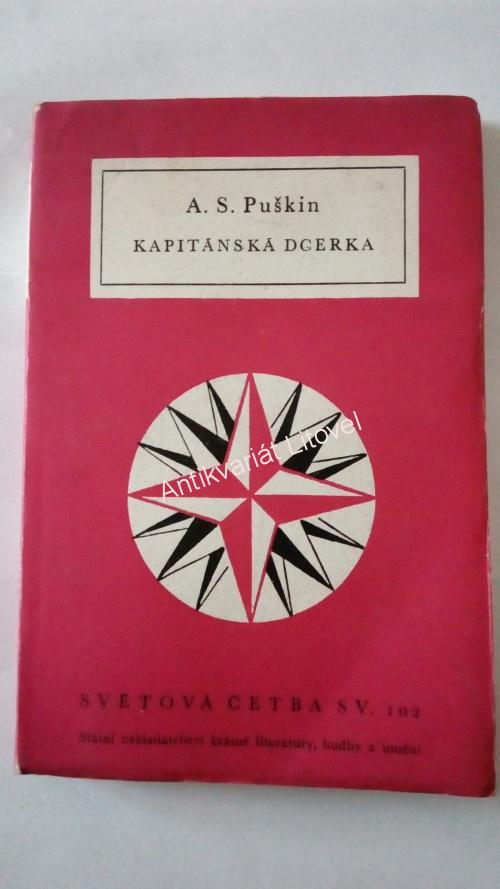 A. S. Puškin
KAPITÁNSKÁ DCERKA
Antikvariát Litovel
SVĚTOVÁ ČETBA SV. 102
Státní nakladatelství krásné literatury, hudby a umění